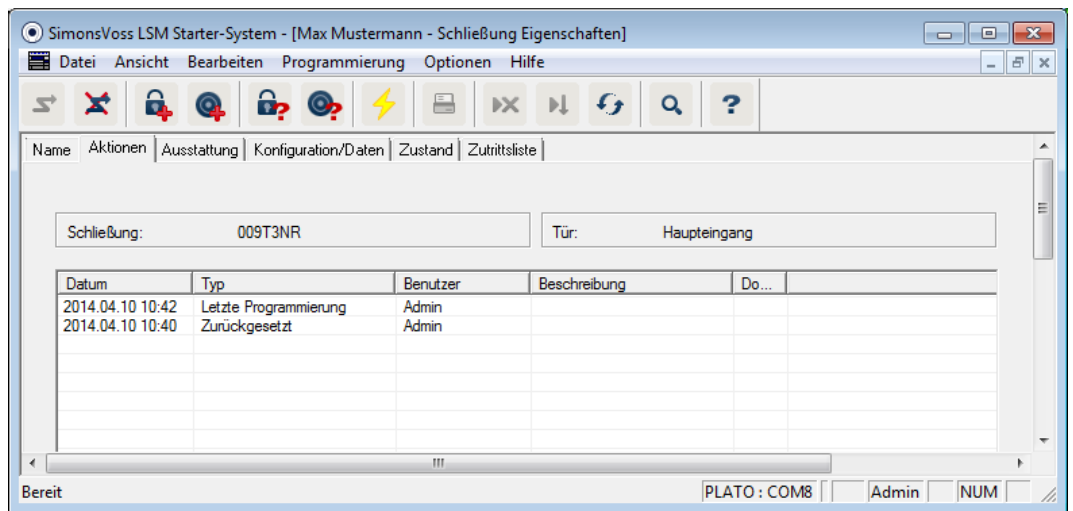 SimonsVoss LSM Starter-System - [Max Mustermann - Schließung Eigenschaften]
Datei Ansicht Bearbeiten Programmierung Optionen Hilfe
Name Aktionen Ausstattung Konfiguration/Daten Zustand Zutrittsliste
Schließung: 009T3NR Tür: Haupteingang
Datum Typ Benutzer Beschreibung Do...
2014.04.10 10:42 Letzte Programmierung Admin
2014.04.10 10:40 Zurückgesetzt Admin
Bereit PLATO : COM8 Admin NUM